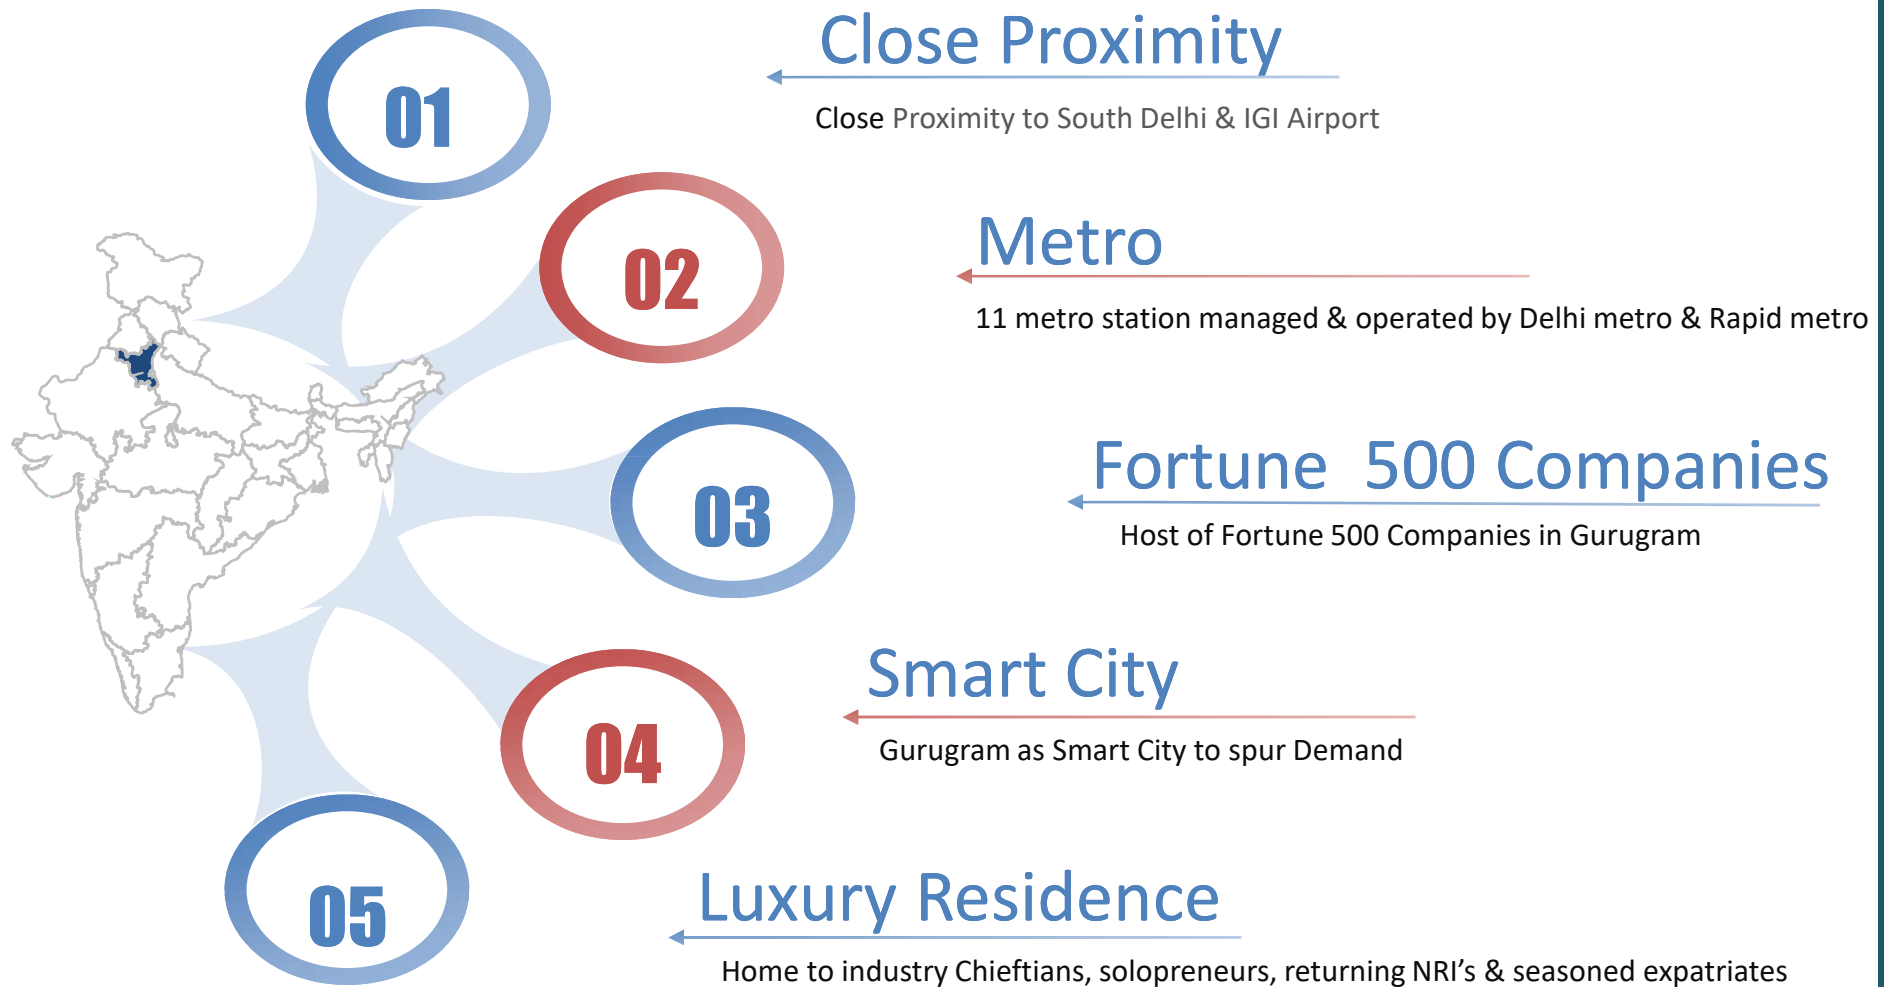 01
Close Proximity
Close Proximity to South Delhi & IGI Airport
02
Metro
11 metro station managed & operated by Delhi metro & Rapid metro
03
Fortune 500 Companies
Host of Fortune 500 Companies in Gurugram
04
Smart City
Gurugram as Smart City to spur Demand
05
Luxury Residence
Home to industry Chieftians, solopreneurs, returning NRI’s & seasoned expatriates